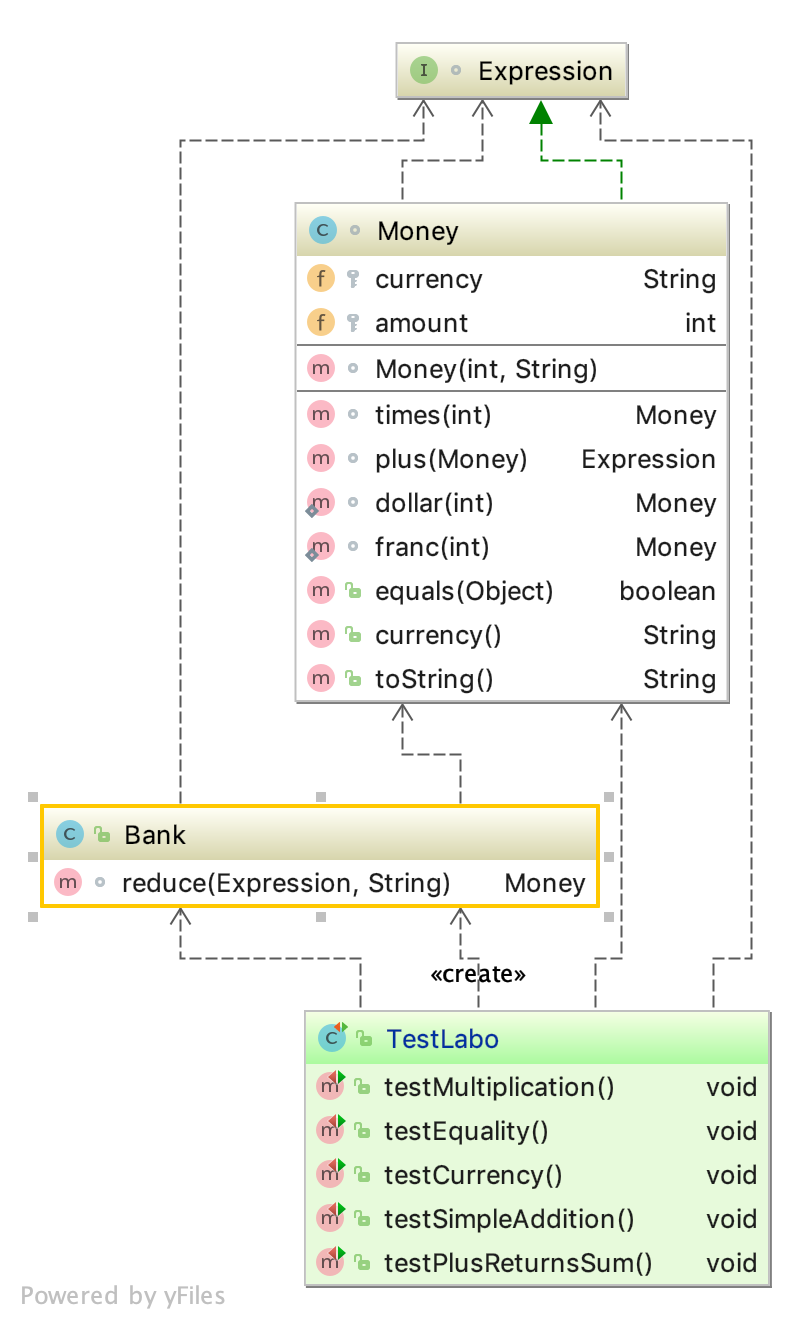 I Expression
C Money
f currency String
f amount int
m Money(int, String)
m times(int) Money
m plus(Money) Expression
m dollar(int) Money
m franc(int) Money
m equals(Object) boolean
m currency() String
m toString() String
C Bank
m reduce(Expression, String) Money
«create»
C TestLabo
m testMultiplication() void
m testEquality() void
m testCurrency() void
m testSimpleAddition() void
m testPlusReturnsSum() void
Powered by yFiles